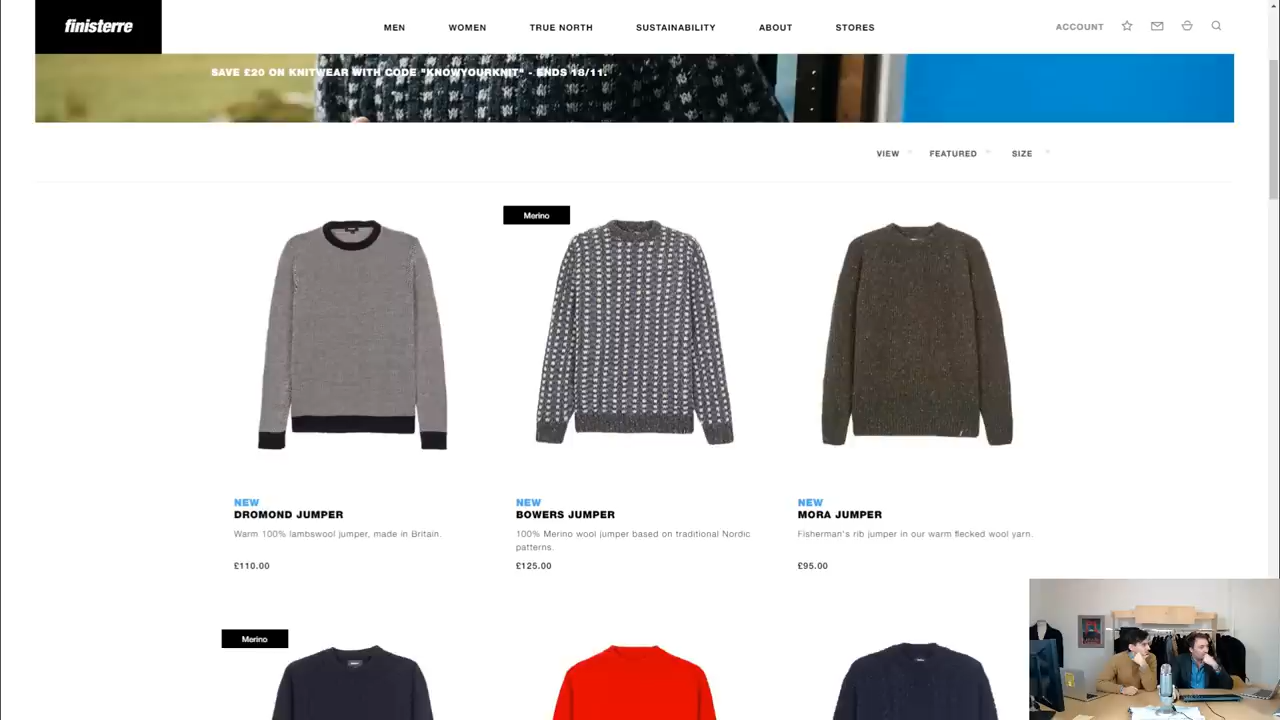 finisterre
MEN
WOMEN
TRUE NORTH
SUSTAINABILITY
ABOUT
STORES
ACCOUNT
SAVE £20 ON KNITWEAR WITH CODE "KNOWYOURKNIT" - ENDS 18/11.
VIEW
FEATURED
SIZE
Merino
NEW
DROMOND JUMPER
Warm 100% lambswool jumper, made in Britain.
£110.00
NEW
BOWERS JUMPER
100% Merino wool jumper based on traditional Nordic
patterns.
£125.00
NEW
MORA JUMPER
Fisherman's rib jumper in our warm flecked wool yarn.
£95.00
Merino